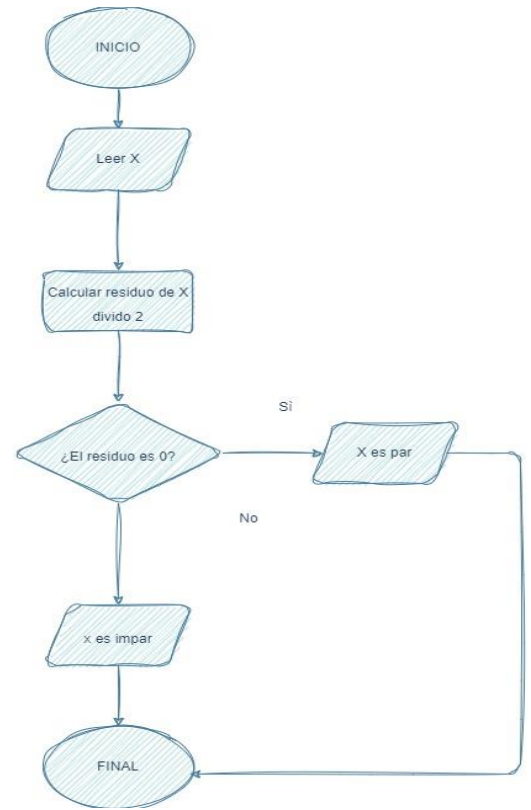 INICIO
Leer X
Calcular residuo de X
divido 2
¿El residuo es 0?
Sì
X es par
No
x es impar
FINAL